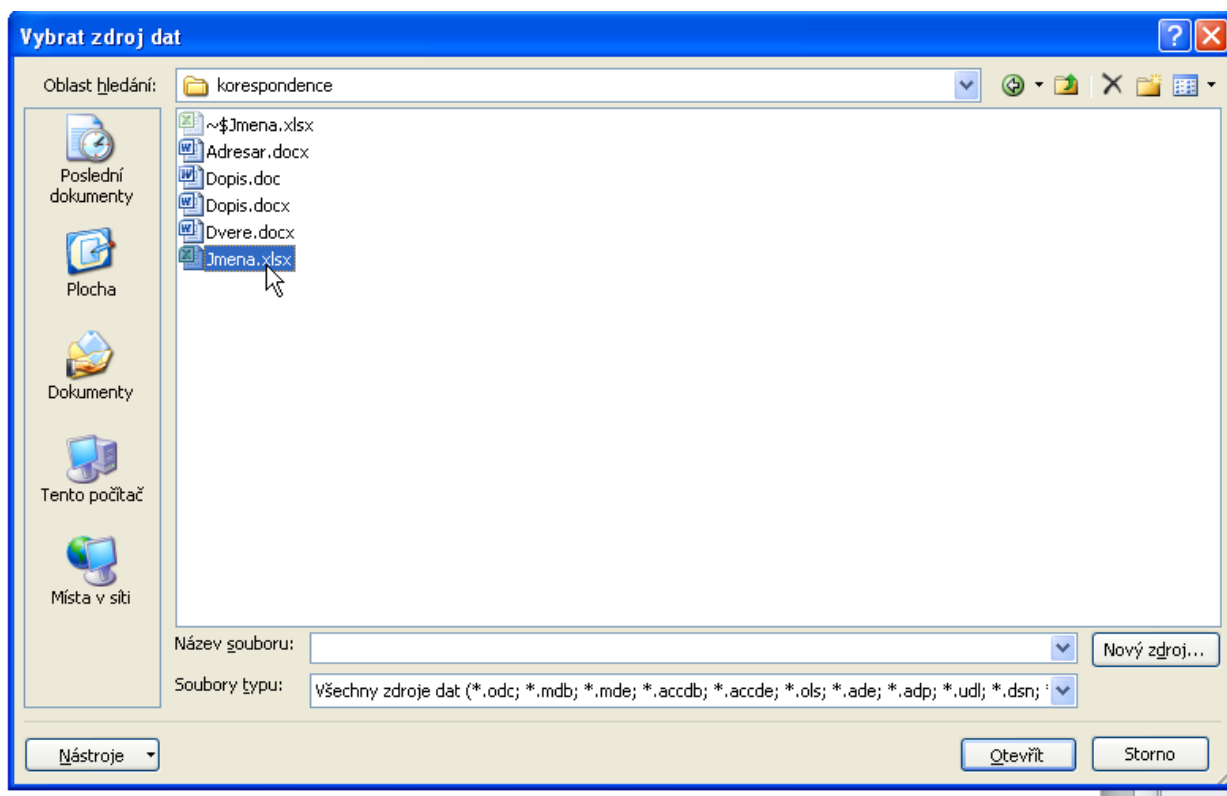 Vybrat zdroj dat
Oblast hledání: korespondence
~$Jmena.xlsx
Adresar.docx
Dopis.doc
Dopis.docx
Dvere.docx
Jmena.xlsx
Poslední
dokumenty
Plocha
Dokumenty
Tento počítač
Místa v síti
Název souboru:
Nový zdroj...
Soubory typu: Všechny zdroje dat (*.odc; *.mdb; *.mde; *.accdb; *.accde; *.ols; *.ade; *.adp; *.udl; *.dsn;
Nástroje
Otevřít
Storno